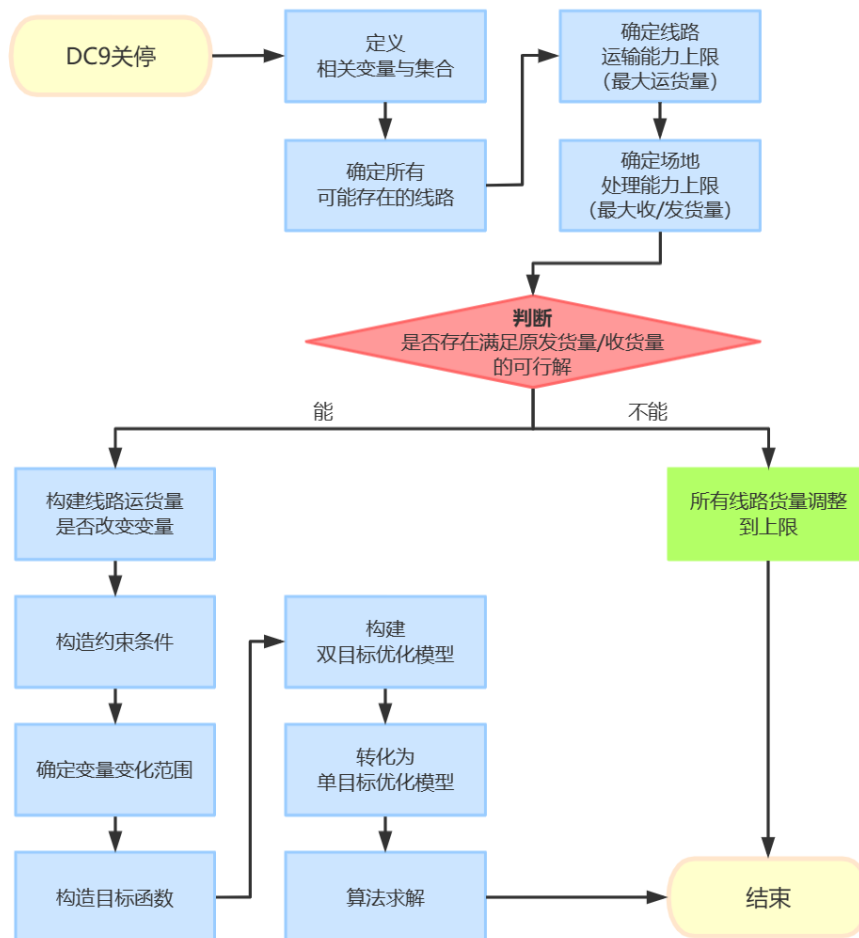 DC9关停
定义
相关变量与集合
确定所有
可能存在的线路
确定线路
运输能力上限
（最大运货量）
确定场地
处理能力上限
（最大收/发货量）
判断
是否存在满足原发货量/收货量
的可行解
能
不能
构建线路运货量
是否改变变量
构造约束条件
确定变量变化范围
构造目标函数
构建
双目标优化模型
转化为
单目标优化模型
算法求解
所有线路货量调整
到上限
结束